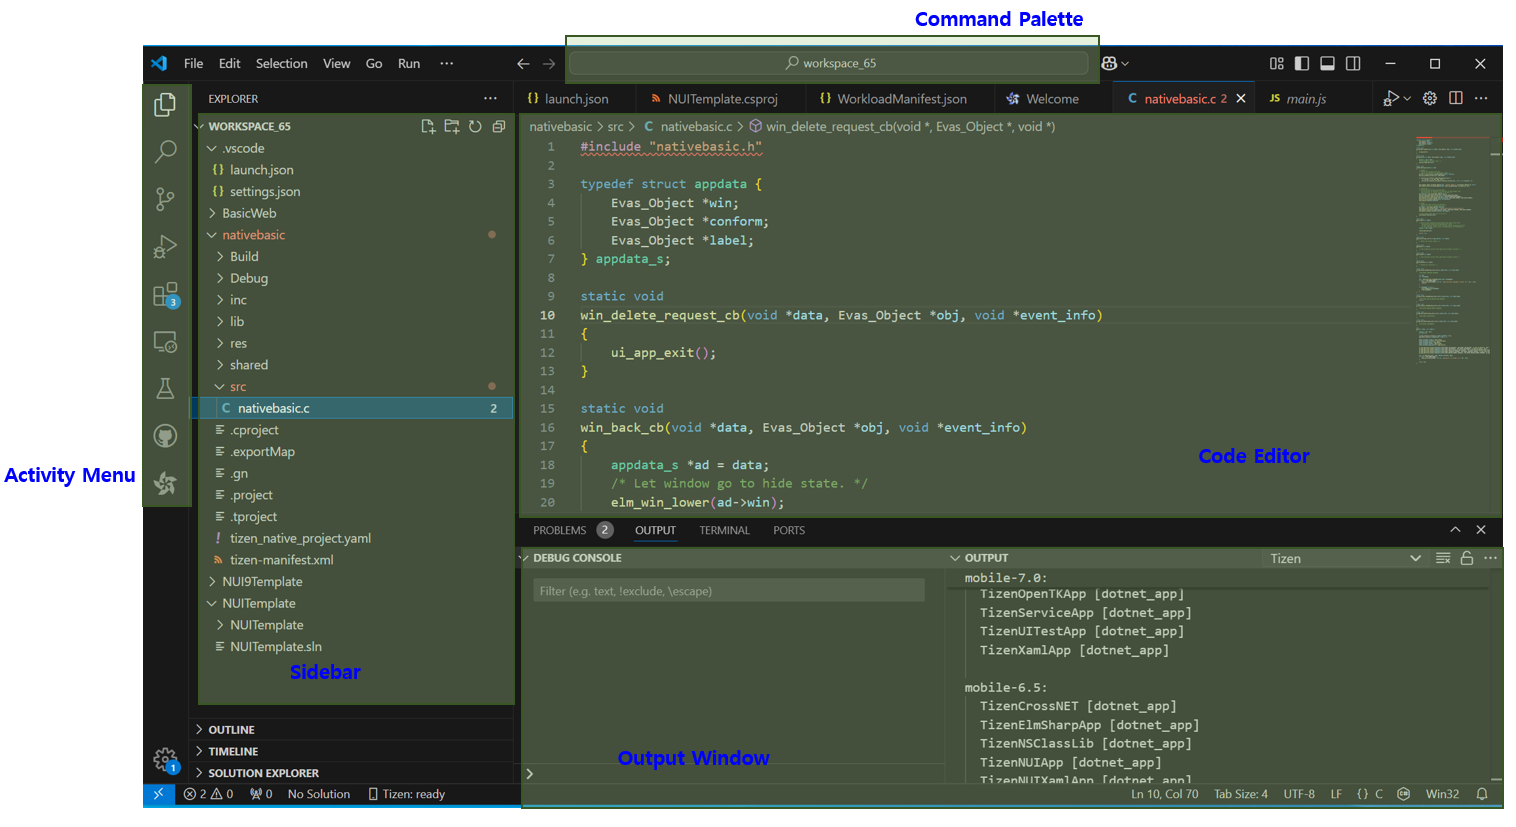 Command Palette
File Edit Selection View Go Run ··· workspace_65
EXPLORER ···
{} launch.json NUITemplate.csproj {} WorkloadManifest.json Welcome C nativebasic.c 2 JS main.js ···
WORKSPACE_65
.vscode
{} launch.json
{} settings.json
BasicWeb
nativebasic
Build
Debug
inc
lib
res
shared
src
C nativebasic.c 2
.cproject
.exportMap
.gn
.project
.tproject
! tizen_native_project.yaml
tizen-manifest.xml
NUI9Template
NUITemplate
NUITemplate
NUITemplate.sln
Sidebar
OUTLINE
TIMELINE
SOLUTION EXPLORER
3
Activity Menu
1
nativebasic > src > C nativebasic.c > win_delete_request_cb(void *, Evas_Object *, void *)
1 #include "nativebasic.h"
2
3 typedef struct appdata {
4 Evas_Object *win;
5 Evas_Object *conform;
6 Evas_Object *label;
7 } appdata_s;
8
9 static void
10 win_delete_request_cb(void *data, Evas_Object *obj, void *event_info)
11 {
12 ui_app_exit();
13 }
14
15 static void
16 win_back_cb(void *data, Evas_Object *obj, void *event_info)
17 {
18 appdata_s *ad = data;
19 /* Let window go to hide state. */
20 elm_win_lower(ad->win);
Code Editor
PROBLEMS 2 OUTPUT TERMINAL PORTS
DEBUG CONSOLE
Filter (e.g. text, !exclude, \escape)
Output Window
>
OUTPUT Tizen ···
mobile-7.0:
TizenOpenTKApp [dotnet_app]
TizenServiceApp [dotnet_app]
TizenUITestApp [dotnet_app]
TizenXamlApp [dotnet_app]
mobile-6.5:
TizenCrossNET [dotnet_app]
TizenElmSharpApp [dotnet_app]
TizenNSClassLib [dotnet_app]
TizenNUIApp [dotnet_app]
TizenNUIXamlApp [dotnet_app]
2 0 0 No Solution Tizen: ready Ln 10, Col 70 Tab Size: 4 UTF-8 LF {} C Win32